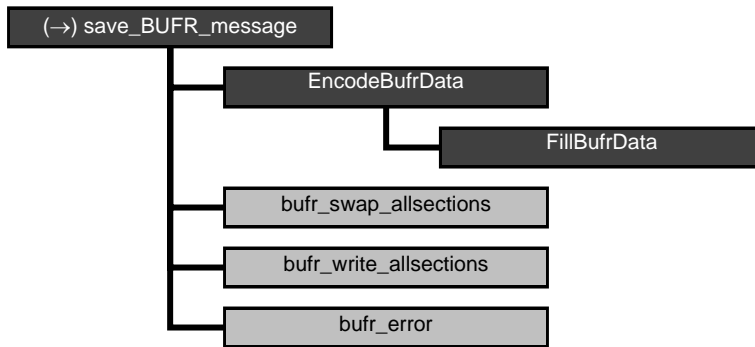 (→) save_BUFR_message
EncodeBufrData
FillBufrData
bufr_swap_allsections
bufr_write_allsections
bufr_error